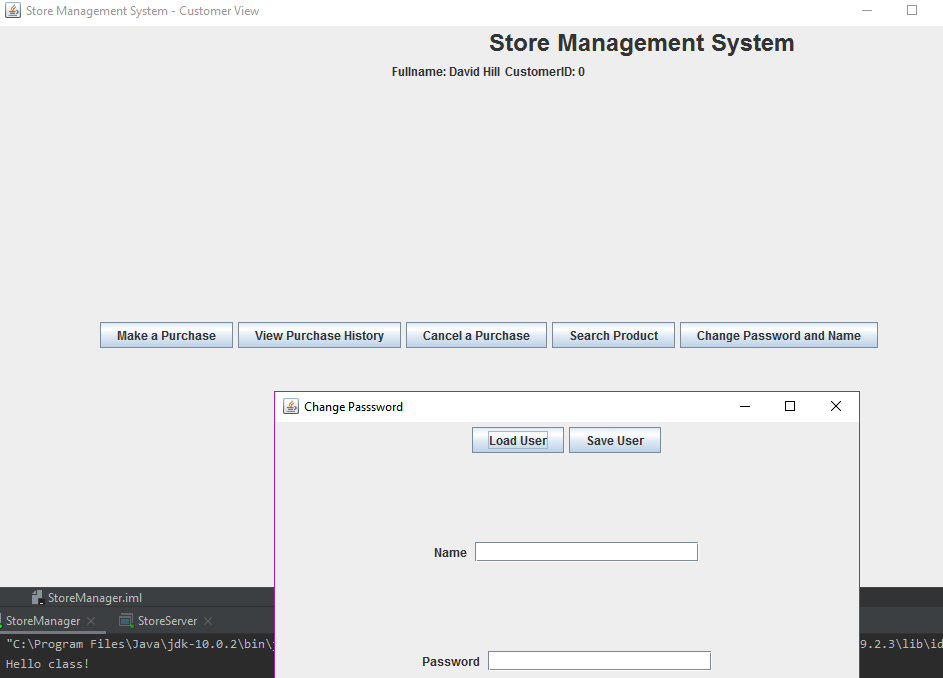 Store Management System - Customer View
Store Management System
Fullname: David Hill CustomerID: 0
Make a Purchase View Purchase History Cancel a Purchase Search Product Change Password and Name
Change Passsword
Load User Save User
Name
StoreManager.iml
StoreManager StoreServer
"C:\Program Files\Java\jdk-10.0.2\bin\ 9.2.3\lib\id
Hello class!
Password